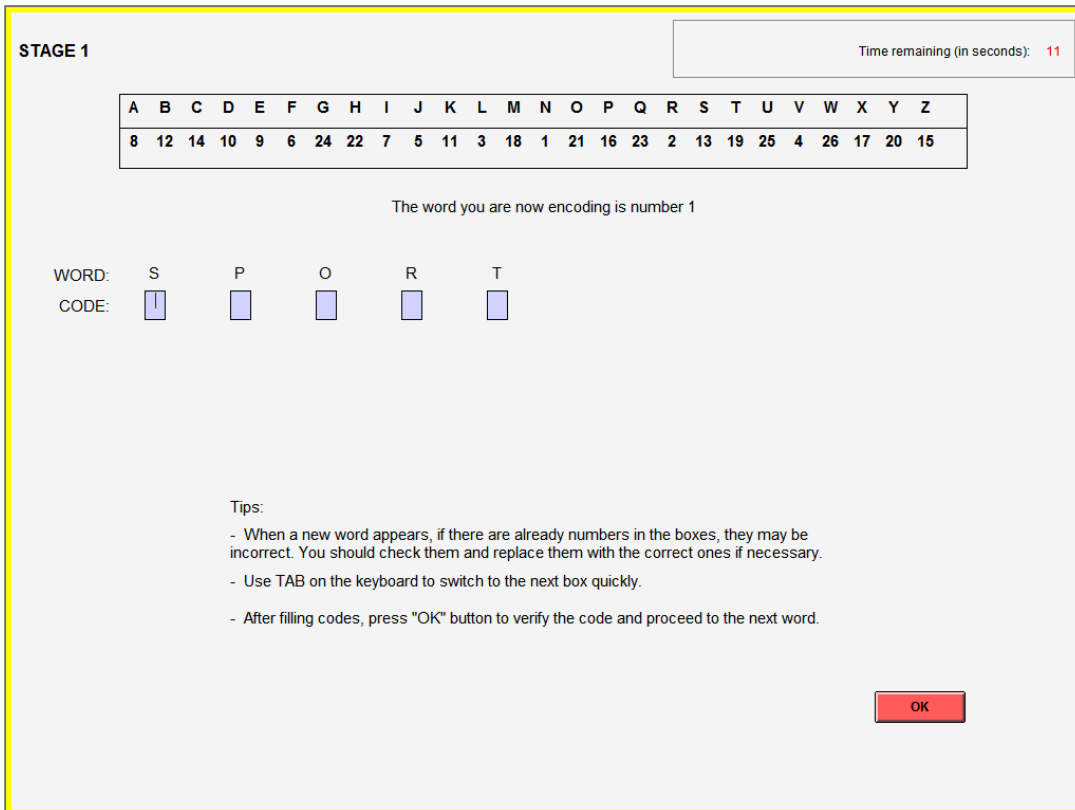 STAGE 1
Time remaining (in seconds): 11
A B C D E F G H I J K L M N O P Q R S T U V W X Y Z
8 12 14 10 9 6 24 22 7 5 11 3 18 1 21 16 23 2 13 19 25 4 26 17 20 15
The word you are now encoding is number 1
WORD: S P O R T
CODE:
Tips:
- When a new word appears, if there are already numbers in the boxes, they may be
incorrect. You should check them and replace them with the correct ones if necessary.
- Use TAB on the keyboard to switch to the next box quickly.
- After filling codes, press "OK" button to verify the code and proceed to the next word.
OK